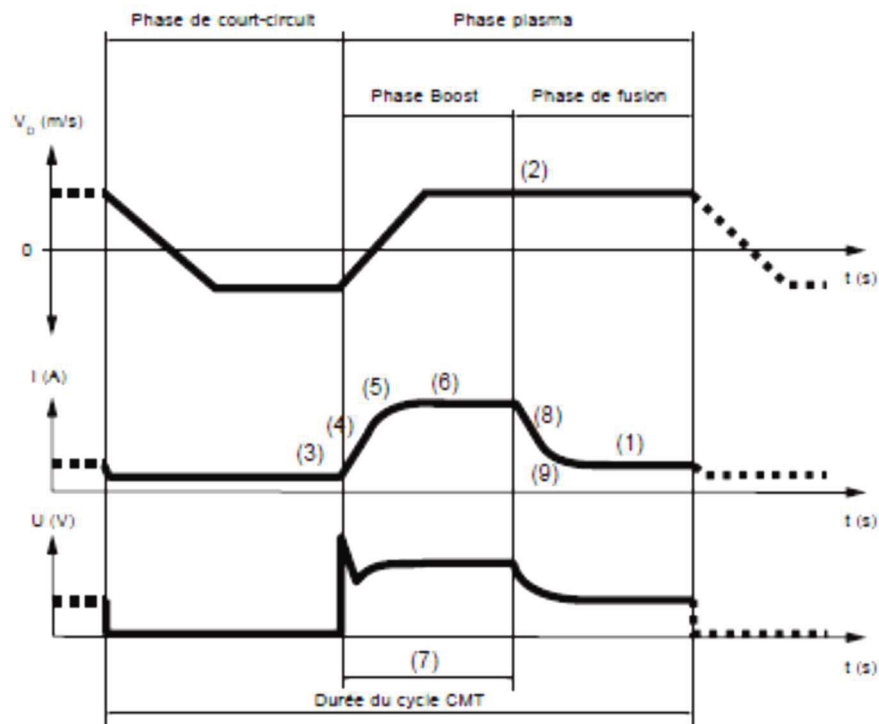 Phase de court-circuit Phase plasma
Phase Boost Phase de fusion
V_D (m/s)
(2)
0
t (s)
I (A)
(5) (6)
(4) (8)
(3) (1)
(9)
U (V) t (s)
(7)
t (s)
Durée du cycle CMT